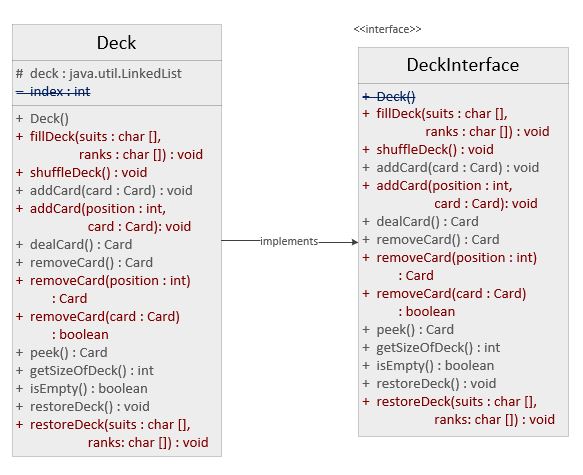 Deck
# deck : java.util.LinkedList
- index : int
+ Deck()
+ fillDeck(suits : char [],
ranks : char []) : void
+ shuffleDeck() : void
+ addCard(card : Card) : void
+ addCard(position : int,
card : Card): void
+ dealCard() : Card
+ removeCard() : Card
+ removeCard(position : int)
: Card
+ removeCard(card : Card)
: boolean
+ peek() : Card
+ getSizeOfDeck() : int
+ isEmpty() : boolean
+ restoreDeck() : void
+ restoreDeck(suits : char [],
ranks: char []) : void
implements
<<interface>>
DeckInterface
+ Deck()
+ fillDeck(suits : char [],
ranks : char []) : void
+ shuffleDeck() : void
+ addCard(card : Card) : void
+ addCard(position : int,
card : Card): void
+ dealCard() : Card
+ removeCard() : Card
+ removeCard(position : int)
: Card
+ removeCard(card : Card)
: boolean
+ peek() : Card
+ getSizeOfDeck() : int
+ isEmpty() : boolean
+ restoreDeck() : void
+ restoreDeck(suits : char [],
ranks: char []) : void